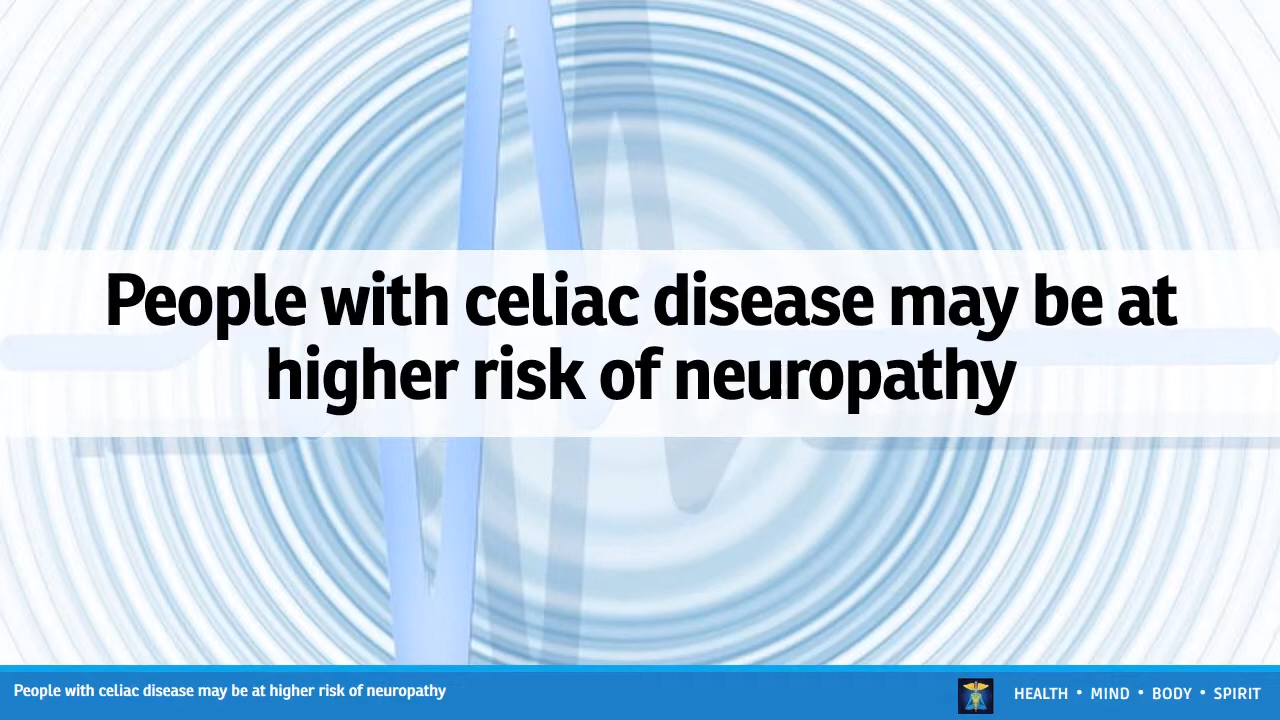 People with celiac disease may be at
higher risk of neuropathy
People with celiac disease may be at higher risk of neuropathy
HEALTH • MIND • BODY • SPIRIT